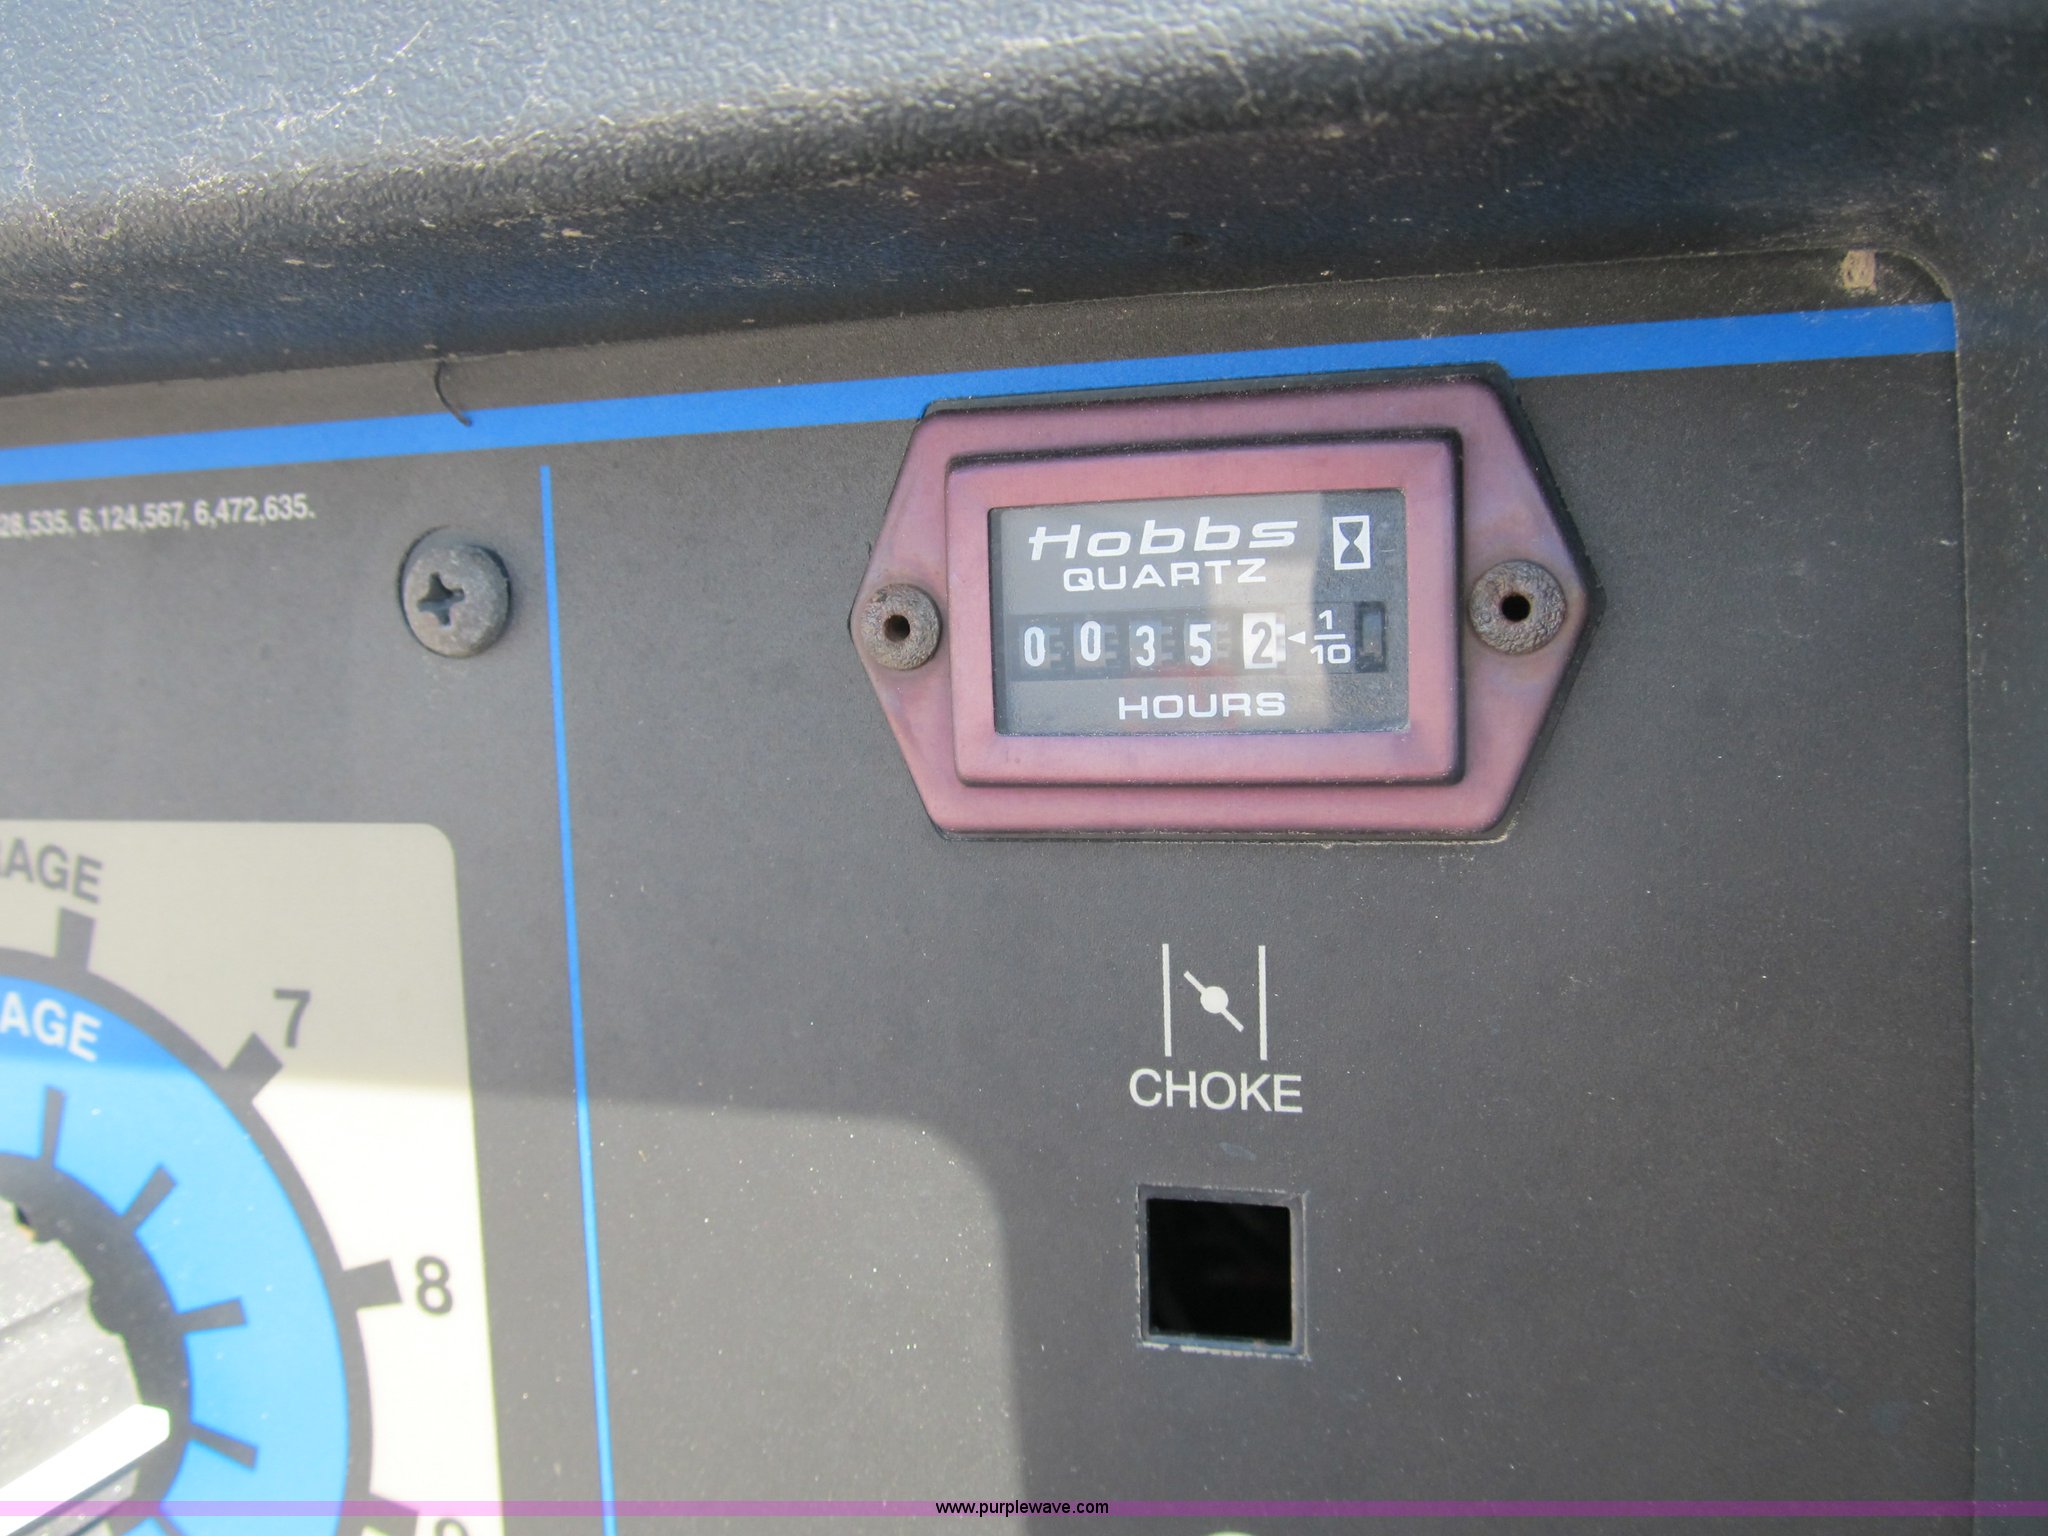 Hobbs
QUARTZ
0 0 3 5 2 1/10
HOURS
28,535, 6,124,567, 6,472,635.
AGE
AGE
7
8
CHOKE
www.purplewave.com